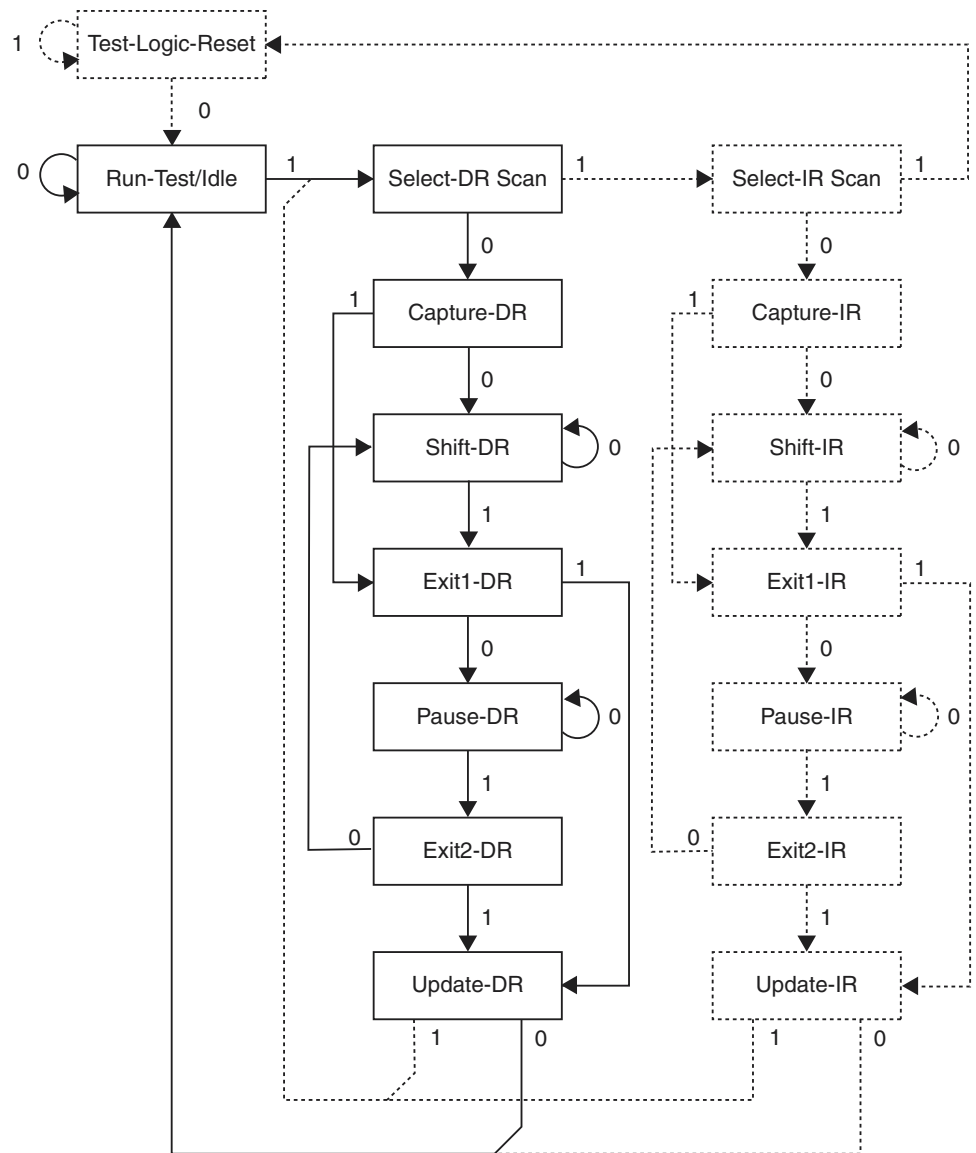 Test-Logic-Reset
1
0
0
Run-Test/Idle
1
Select-DR Scan
1
Select-IR Scan
1
0
0
1
Capture-DR
1
Capture-IR
0
0
Shift-DR
0
Shift-IR
0
1
1
Exit1-DR
1
Exit1-IR
1
0
0
Pause-DR
0
Pause-IR
0
1
1
0
Exit2-DR
0
Exit2-IR
1
1
Update-DR
Update-IR
1
0
1
0